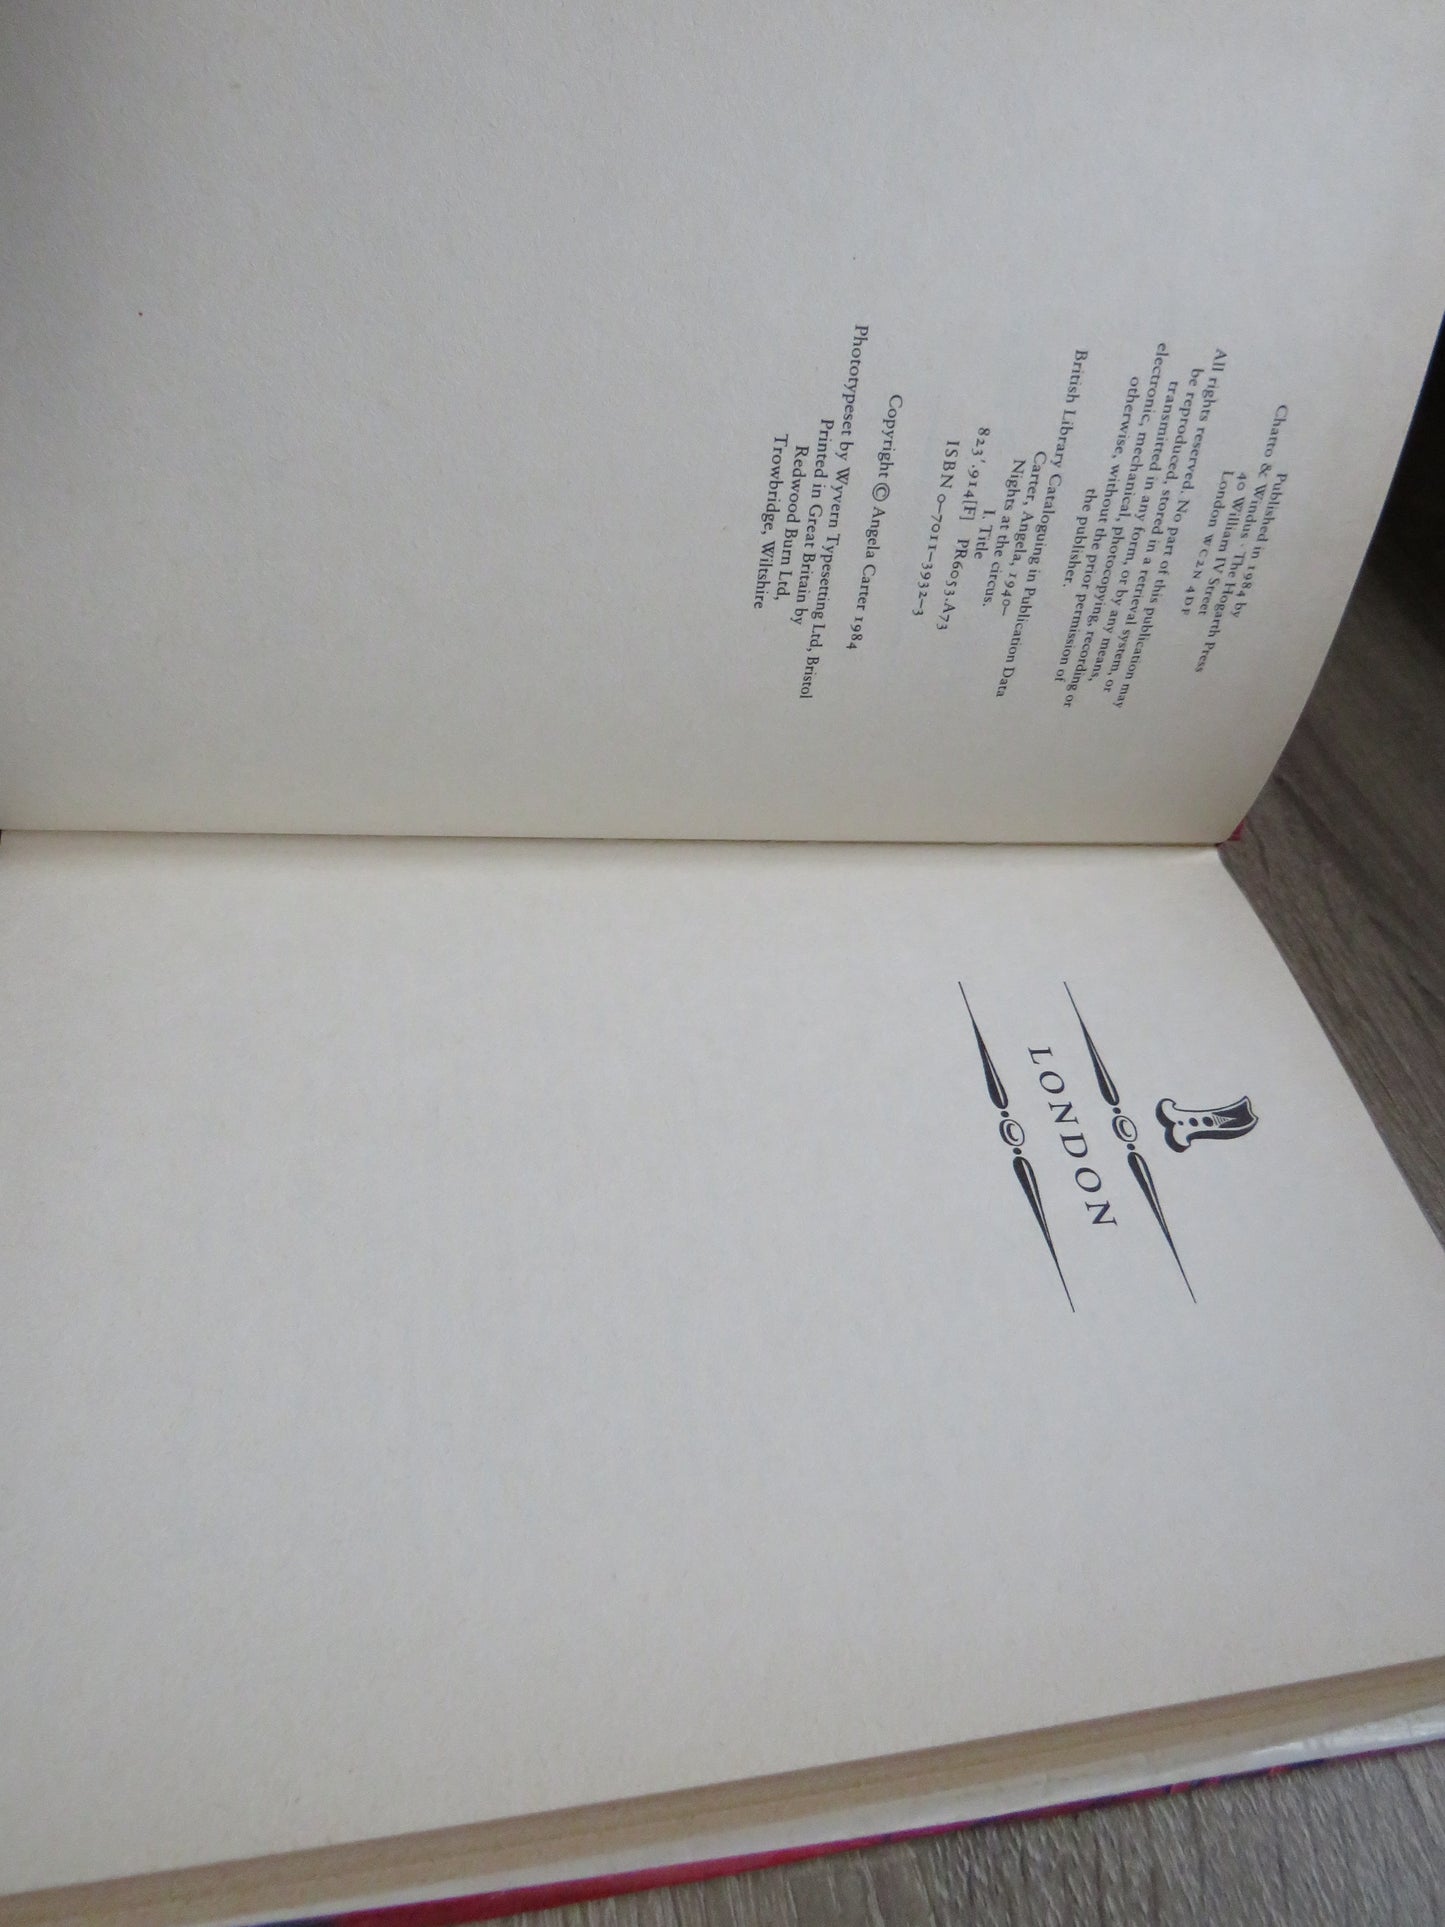 Published in 1984 by
Chatto & Windus · The Hogarth Press
40 William IV Street
London WC2N 4DF
All rights reserved. No part of this publication may
be reproduced, stored in a retrieval system, or
transmitted in any form, or by any means,
electronic, mechanical, photocopying, recording or
otherwise, without the prior permission of
the publisher.
British Library Cataloguing in Publication Data
Carter, Angela, 1940–
Nights at the circus.
I. Title
823'.914[F] PR6053.A73
ISBN 0–7011–3932–3
Copyright © Angela Carter 1984
Phototypeset by Wyvern Typesetting Ltd, Bristol
Printed in Great Britain by
Redwood Burn Ltd,
Trowbridge, Wiltshire
1
LONDON